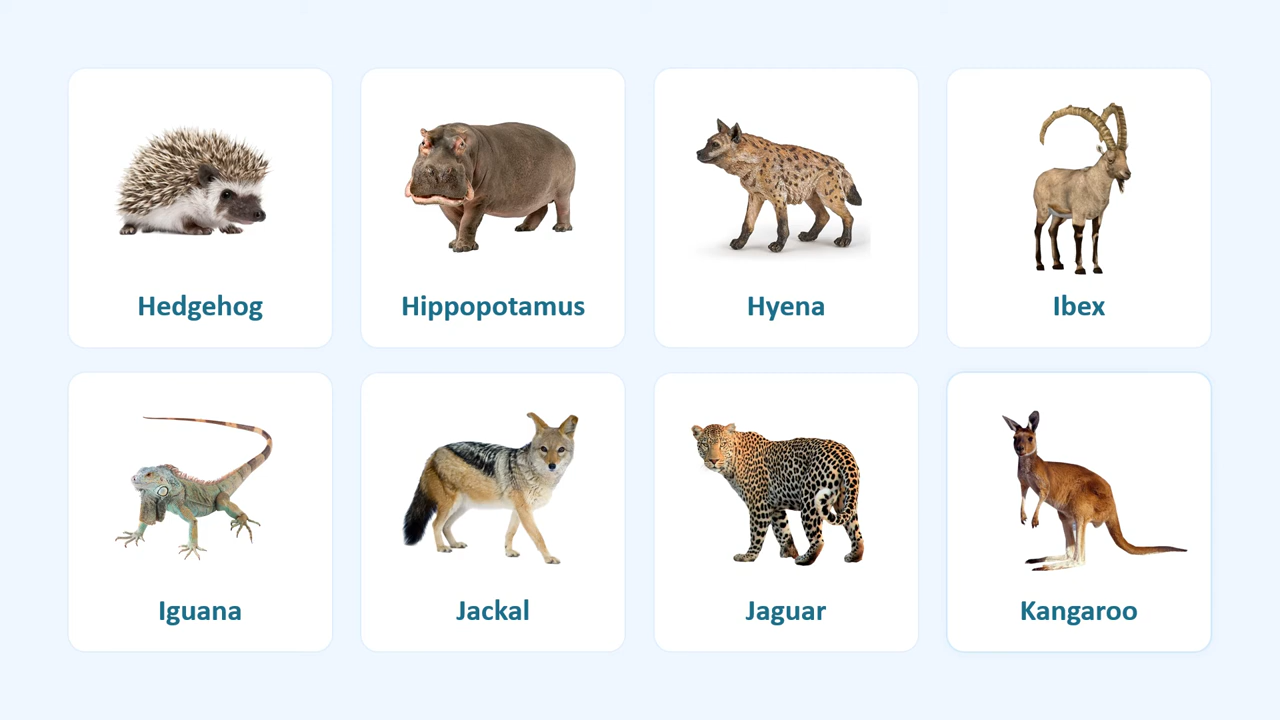 Hedgehog
Hippopotamus
Hyena
Ibex
Iguana
Jackal
Jaguar
Kangaroo